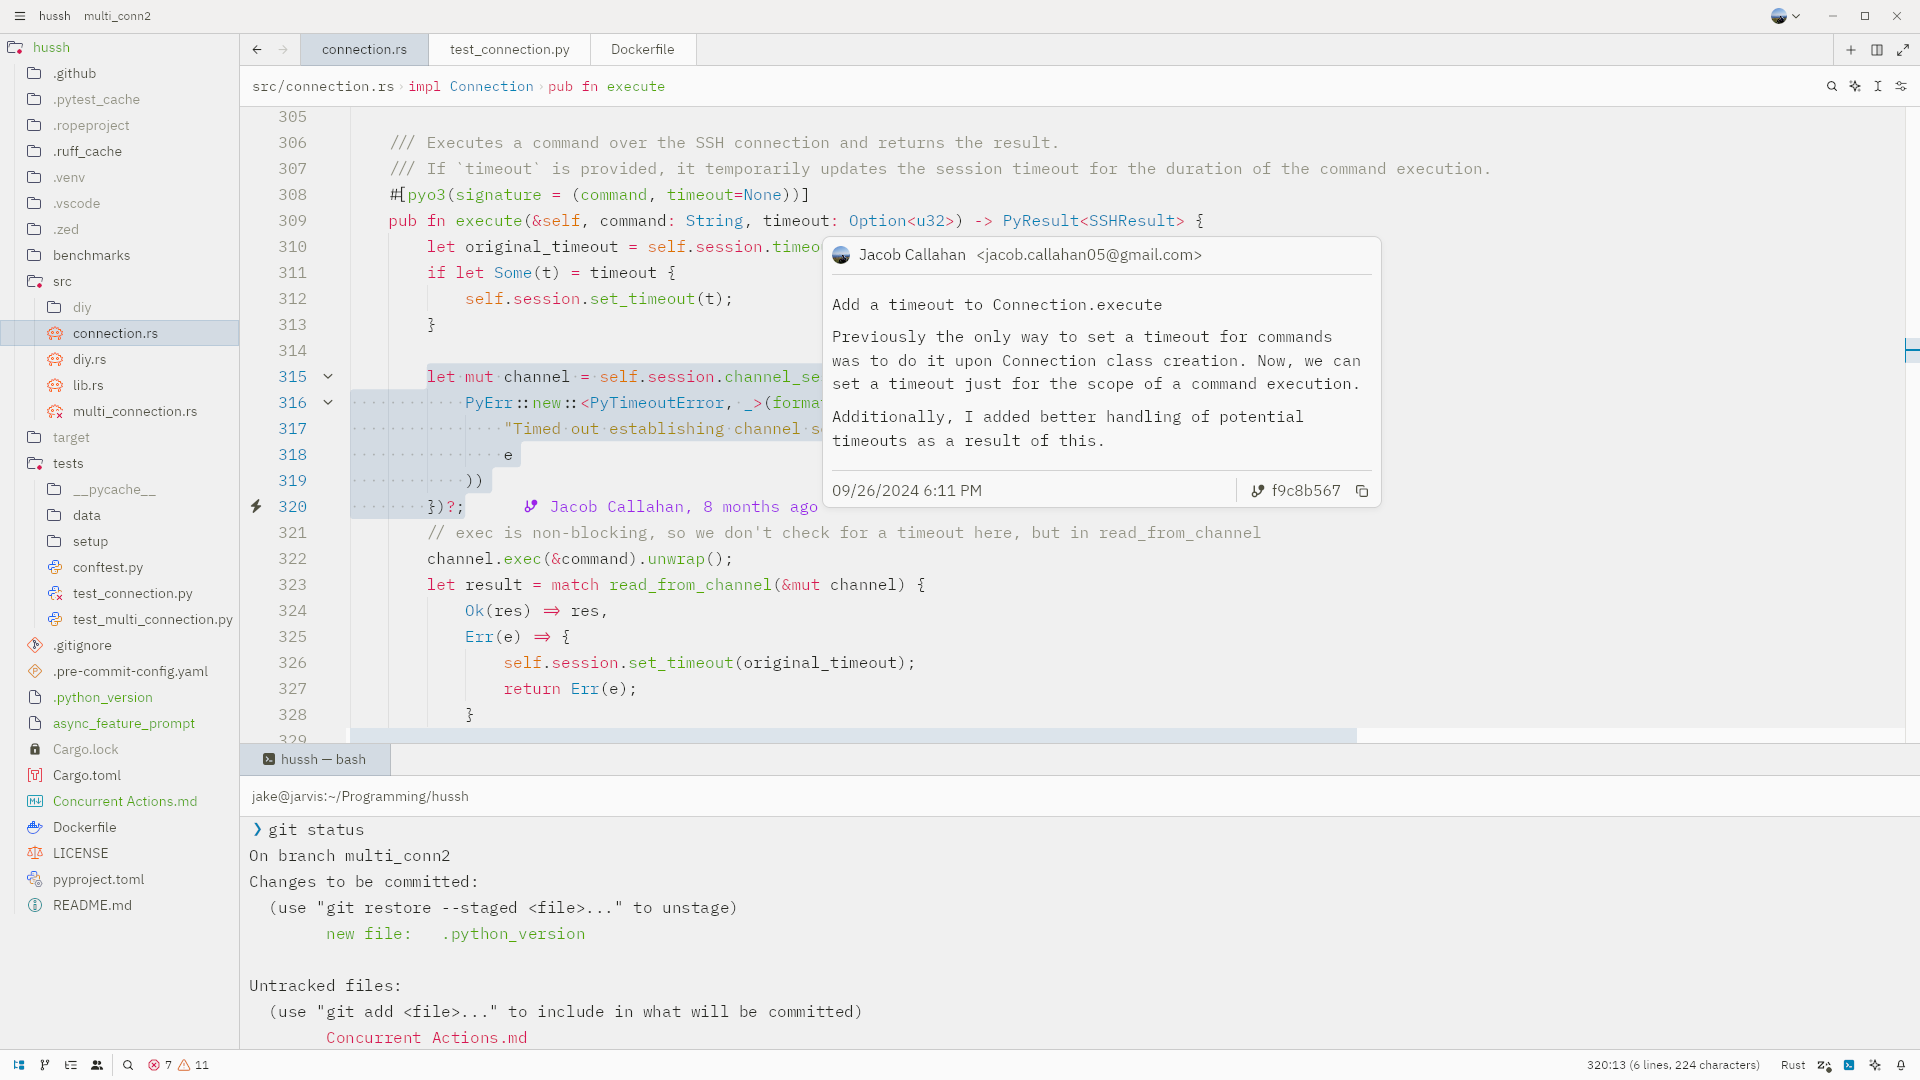 hussh multi_conn2
hussh
.github
.pytest_cache
.ropeproject
.ruff_cache
.venv
.vscode
.zed
benchmarks
src
diy
connection.rs
diy.rs
lib.rs
multi_connection.rs
target
tests
__pycache__
data
setup
conftest.py
test_connection.py
test_multi_connection.py
.gitignore
.pre-commit-config.yaml
.python_version
async_feature_prompt
Cargo.lock
Cargo.toml
Concurrent Actions.md
Dockerfile
LICENSE
pyproject.toml
README.md
connection.rs test_connection.py Dockerfile
src/connection.rs › impl Connection › pub fn execute
305
306 /// Executes a command over the SSH connection and returns the result.
307 /// If `timeout` is provided, it temporarily updates the session timeout for the duration of the command execution.
308 #[pyo3(signature = (command, timeout=None))]
309 pub fn execute(&self, command: String, timeout: Option<u32>) -> PyResult<SSHResult> {
310 let original_timeout = self.session.timeo
311 if let Some(t) = timeout {
312 self.session.set_timeout(t);
313 }
314
315 let mut channel = self.session.channel_se
316 PyErr::new::<PyTimeoutError, _>(forma
317 "Timed out establishing channel s
318 e
319 ))
320 })?; Jacob Callahan, 8 months ago
321 // exec is non-blocking, so we don't check for a timeout here, but in read_from_channel
322 channel.exec(&command).unwrap();
323 let result = match read_from_channel(&mut channel) {
324 Ok(res) => res,
325 Err(e) => {
326 self.session.set_timeout(original_timeout);
327 return Err(e);
328 }
329
Jacob Callahan <jacob.callahan05@gmail.com>
Add a timeout to Connection.execute
Previously the only way to set a timeout for commands
was to do it upon Connection class creation. Now, we can
set a timeout just for the scope of a command execution.
Additionally, I added better handling of potential
timeouts as a result of this.
09/26/2024 6:11 PM f9c8b567
hussh — bash
jake@jarvis:~/Programming/hussh
❯ git status
On branch multi_conn2
Changes to be committed:
(use "git restore --staged <file>..." to unstage)
new file: .python_version
Untracked files:
(use "git add <file>..." to include in what will be committed)
Concurrent Actions.md
7 11 320:13 (6 lines, 224 characters) Rust